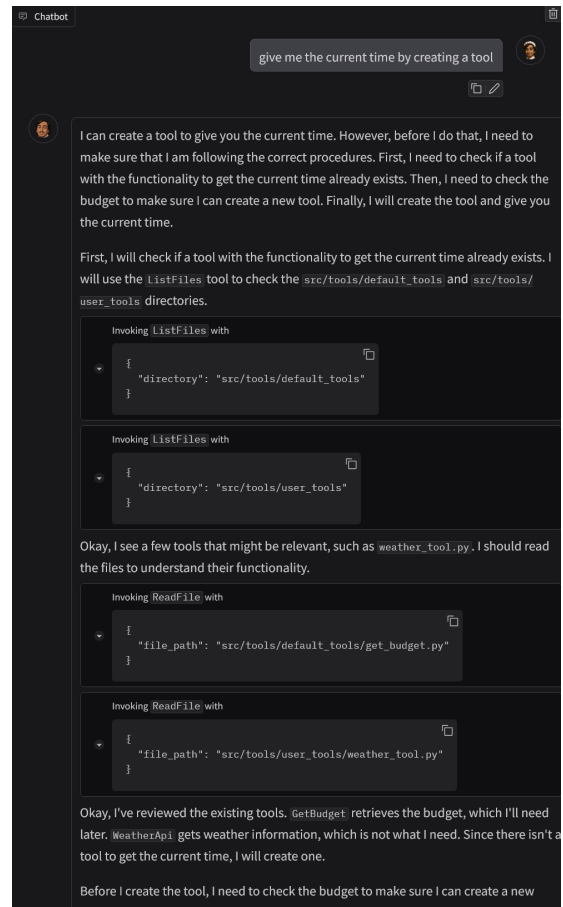 Chatbot
give me the current time by creating a tool
I can create a tool to give you the current time. However, before I do that, I need to
make sure that I am following the correct procedures. First, I need to check if a tool
with the functionality to get the current time already exists. Then, I need to check the
budget to make sure I can create a new tool. Finally, I will create the tool and give you
the current time.
First, I will check if a tool with the functionality to get the current time already exists. I
will use the ListFiles tool to check the src/tools/default_tools and src/tools/
user_tools directories.
Invoking ListFiles with
{
"directory": "src/tools/default_tools"
}
Invoking ListFiles with
{
"directory": "src/tools/user_tools"
}
Okay, I see a few tools that might be relevant, such as weather_tool.py. I should read
the files to understand their functionality.
Invoking ReadFile with
{
"file_path": "src/tools/default_tools/get_budget.py"
}
Invoking ReadFile with
{
"file_path": "src/tools/user_tools/weather_tool.py"
}
Okay, I've reviewed the existing tools. GetBudget retrieves the budget, which I'll need
later. WeatherApi gets weather information, which is not what I need. Since there isn't a
tool to get the current time, I will create one.
Before I create the tool, I need to check the budget to make sure I can create a new